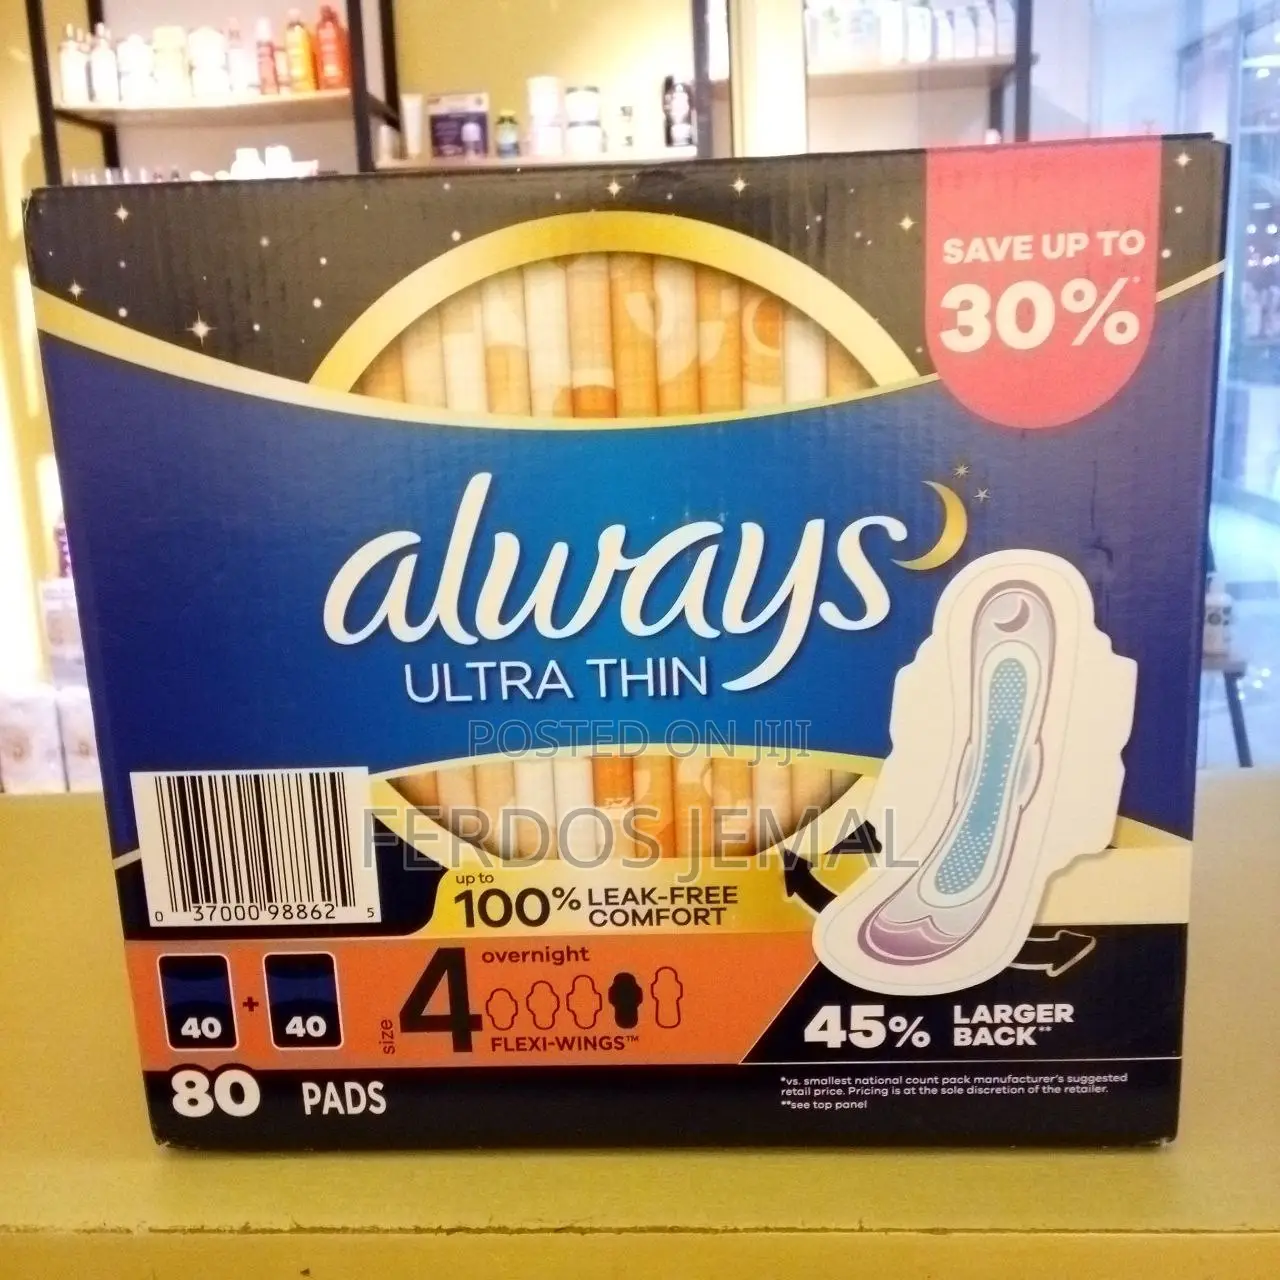 SAVE UP TO
30%*
always
ULTRA THIN
POSTED ON JIJI
FERDOS JEMAL
up to
100% LEAK-FREE
COMFORT
0 37000 98862 5
40 + 40
size 4 overnight
FLEXI-WINGS™
80 PADS
45% LARGER
BACK**
*vs. smallest national count pack manufacturer's suggested
retail price. Pricing is at the sole discretion of the retailer.
**see top panel